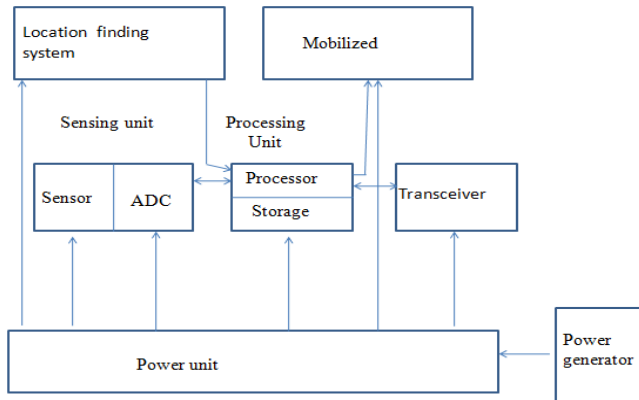 Location finding
system
Mobilized
Sensing unit
Processing
Unit
Sensor
ADC
Processor
Storage
Transceiver
Power unit
Power
generator